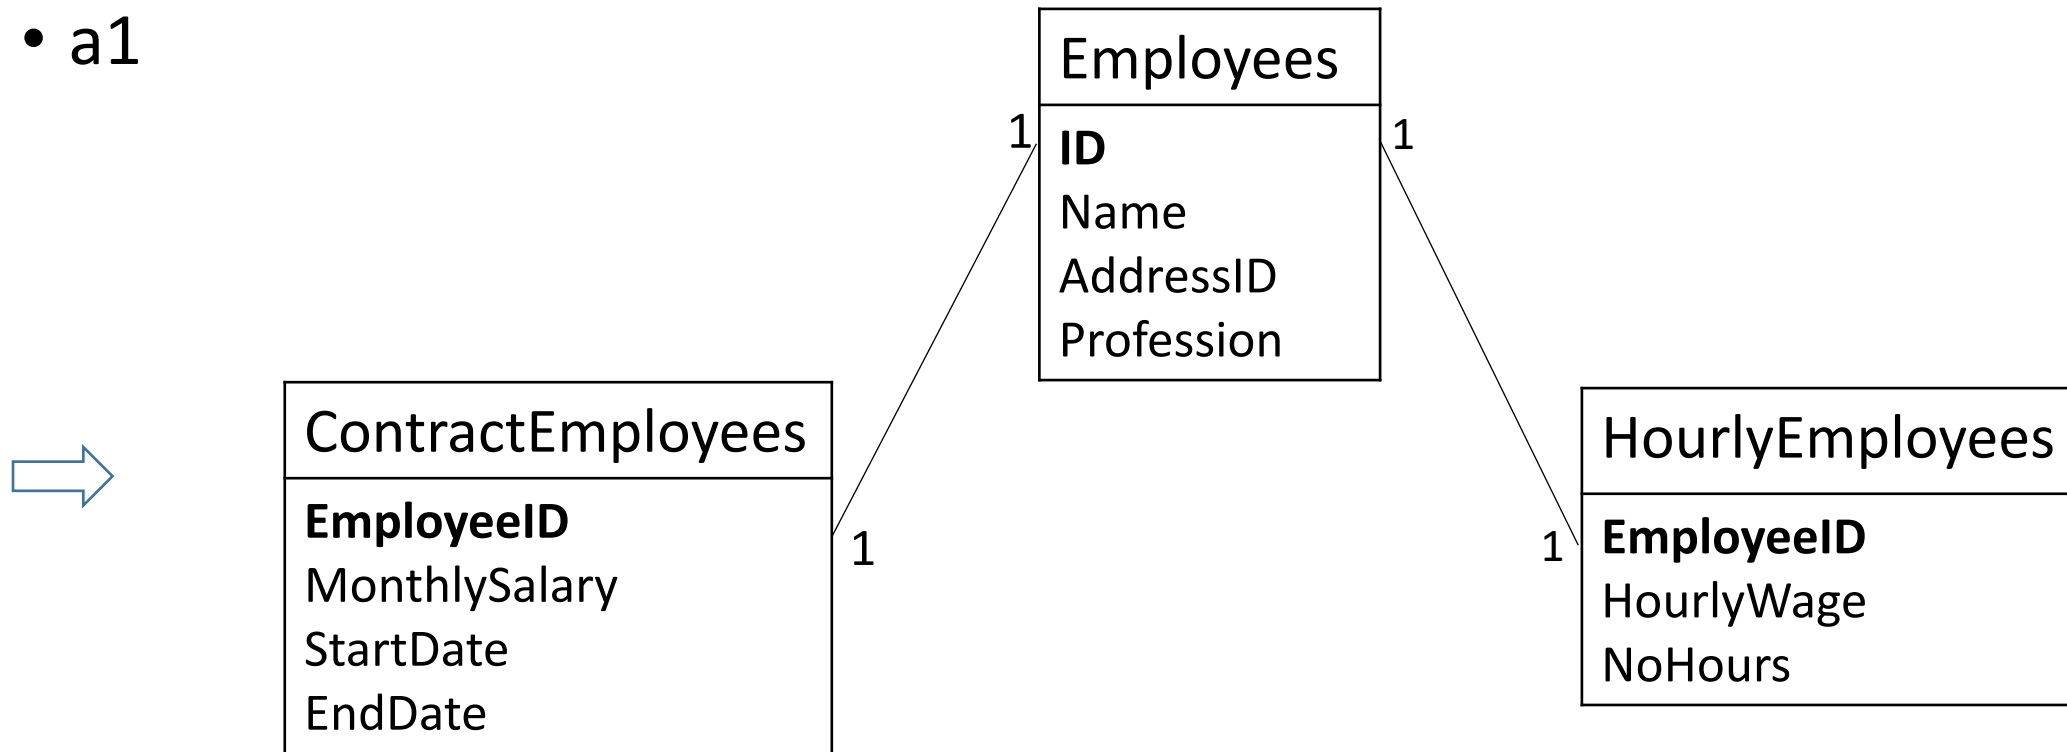 • a1
Employees
1
1
ID
Name
AddressID
Profession
ContractEmployees
EmployeeID
MonthlySalary
StartDate
EndDate
1
HourlyEmployees
1
EmployeeID
HourlyWage
NoHours